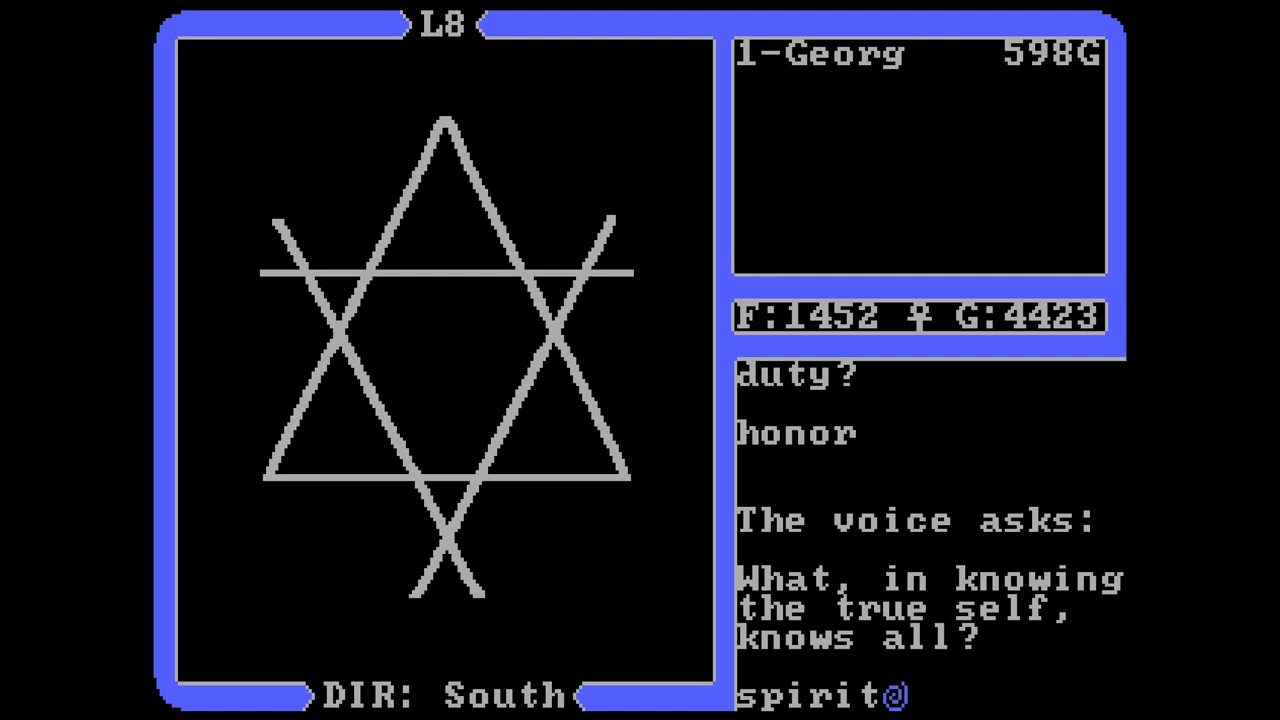 L8
1-Georg 598G
F:1452 ☥ G:4423
duty?
honor
The voice asks:
What, in knowing
the true self,
knows all?
spirit
DIR: South